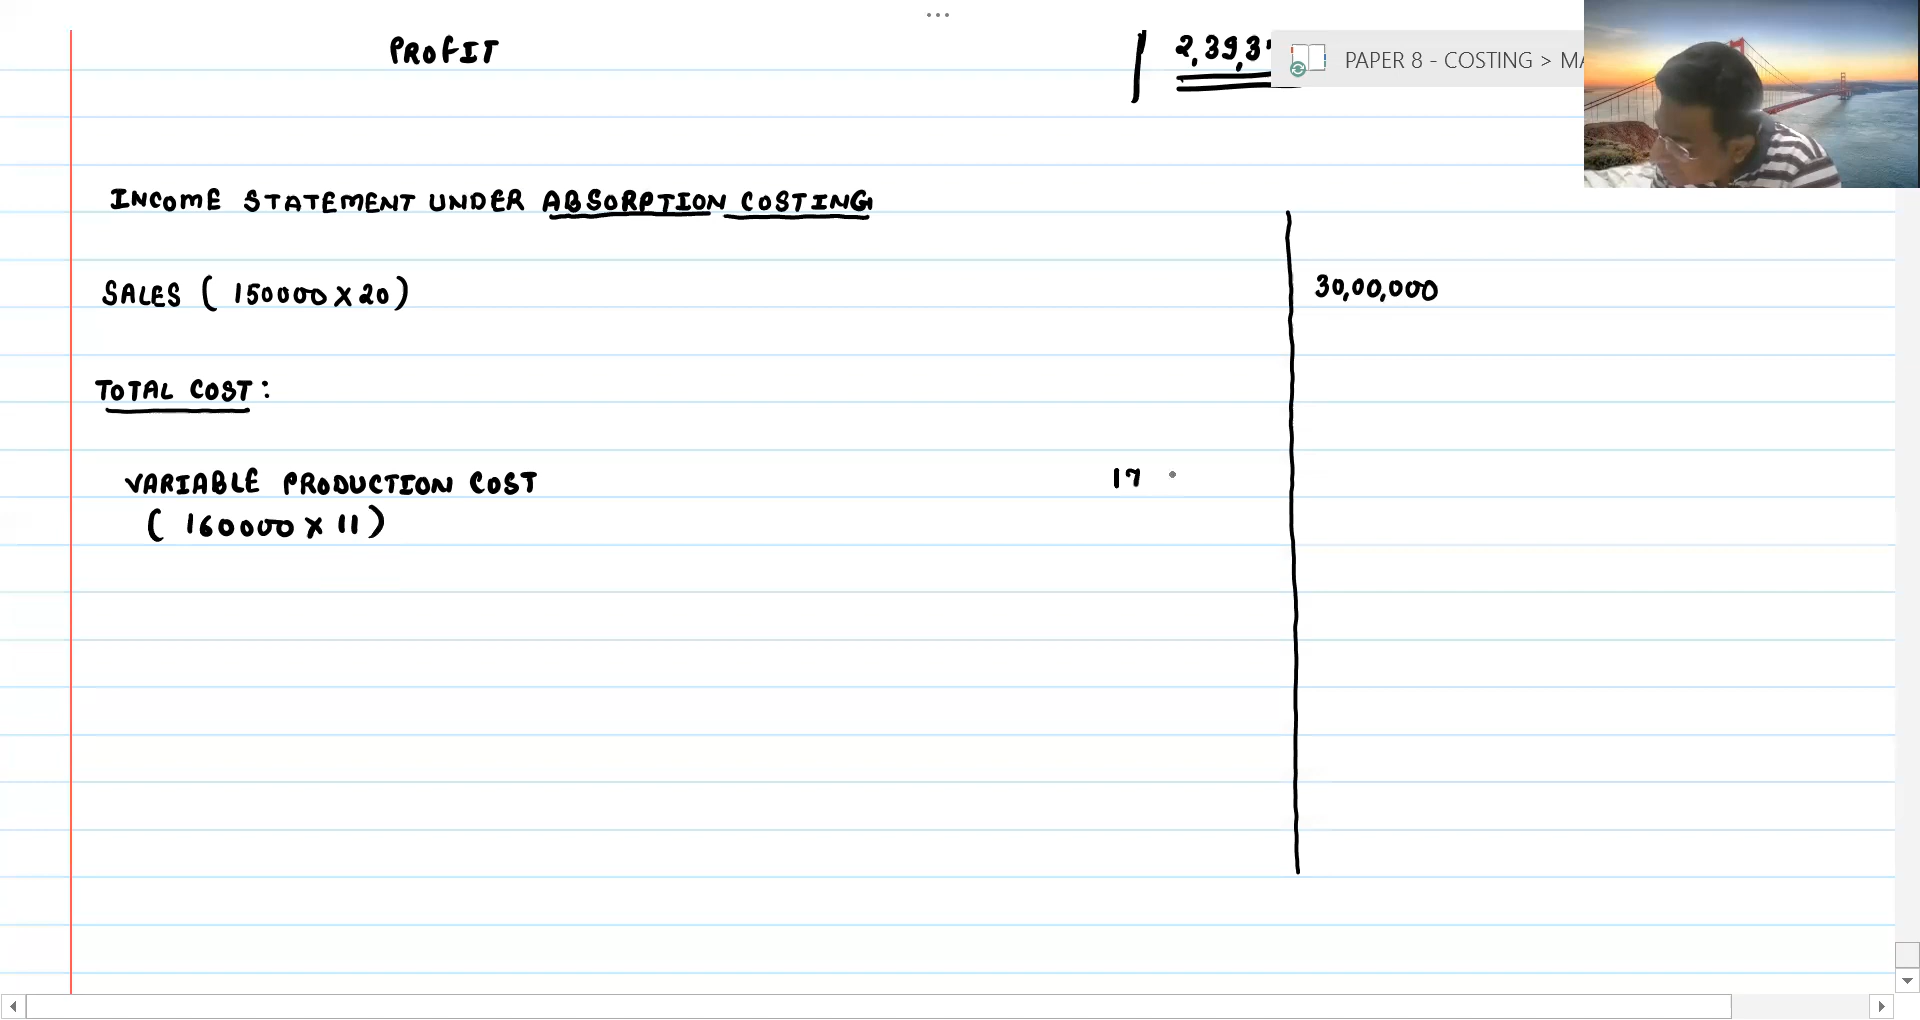 PROFIT
2,39,3
PAPER 8 - COSTING > MA
INCOME STATEMENT UNDER ABSORPTION COSTING
SALES ( 150000 X 20 ) 30,00,000
TOTAL COST :
VARIABLE PRODUCTION COST 17
( 160000 X 11 )